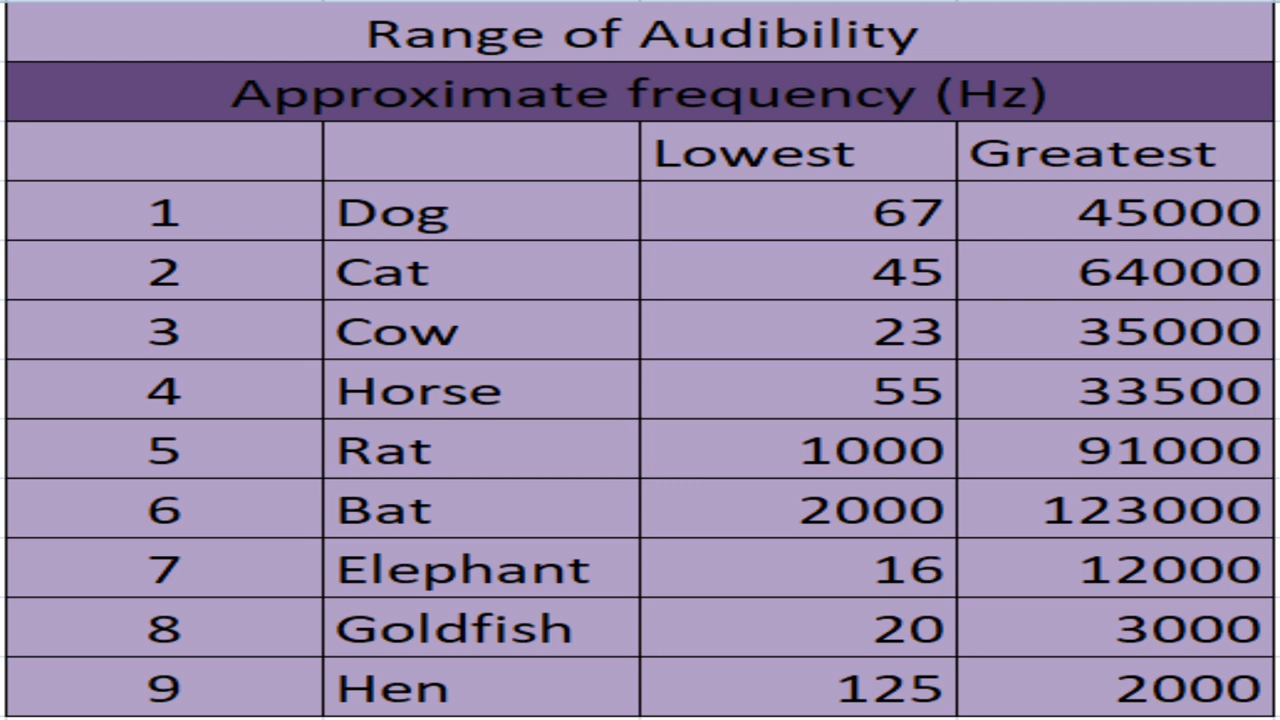 Range of Audibility
Approximate frequency (Hz)
Lowest Greatest
1 Dog 67 45000
2 Cat 45 64000
3 Cow 23 35000
4 Horse 55 33500
5 Rat 1000 91000
6 Bat 2000 123000
7 Elephant 16 12000
8 Goldfish 20 3000
9 Hen 125 2000